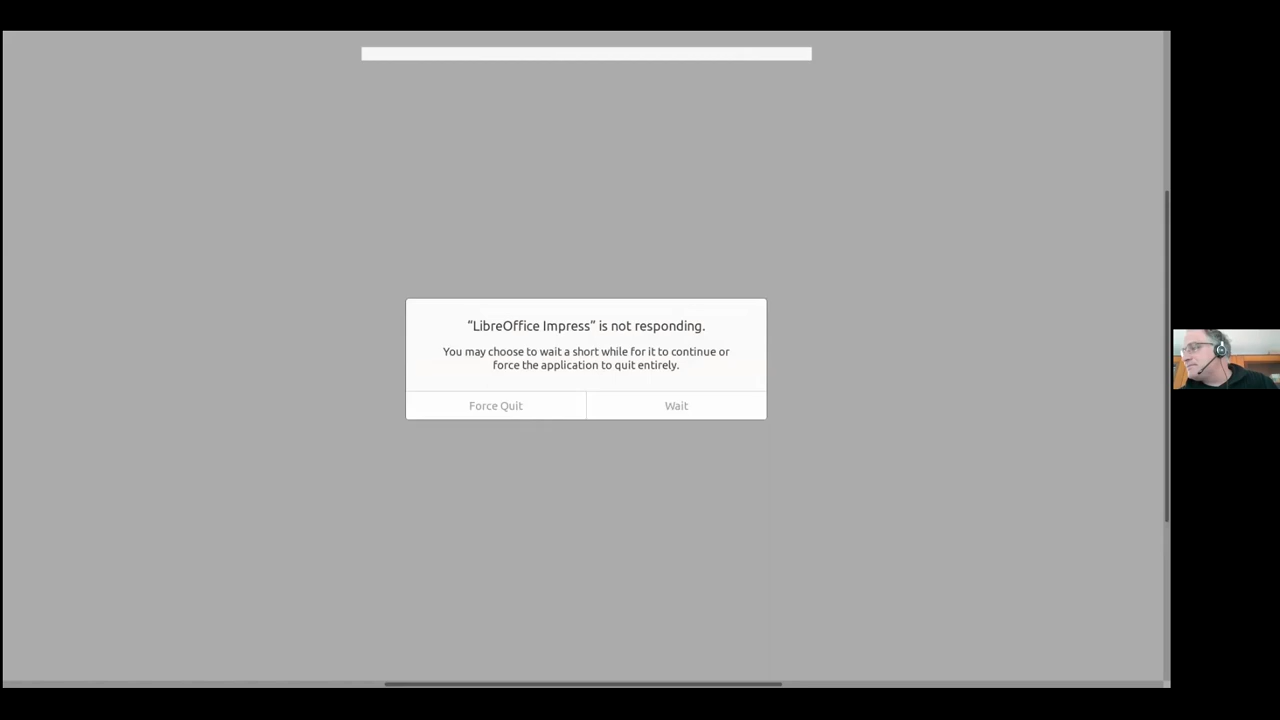 “LibreOffice Impress” is not responding.
You may choose to wait a short while for it to continue or
force the application to quit entirely.
Force Quit
Wait